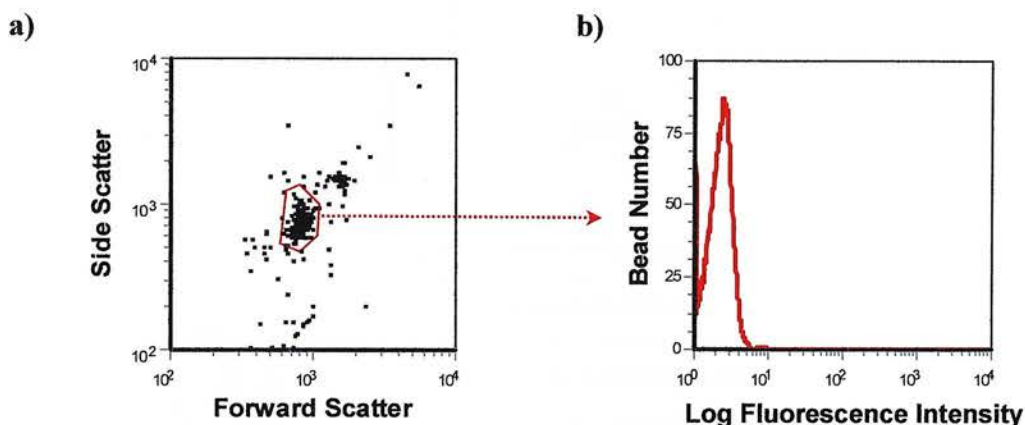 a)
10⁴
10³
10²
Side Scatter
10² 10³ 10⁴
Forward Scatter
b)
100
75
50
25
0
Bead Number
10⁰ 10¹ 10² 10³ 10⁴
Log Fluorescence Intensity